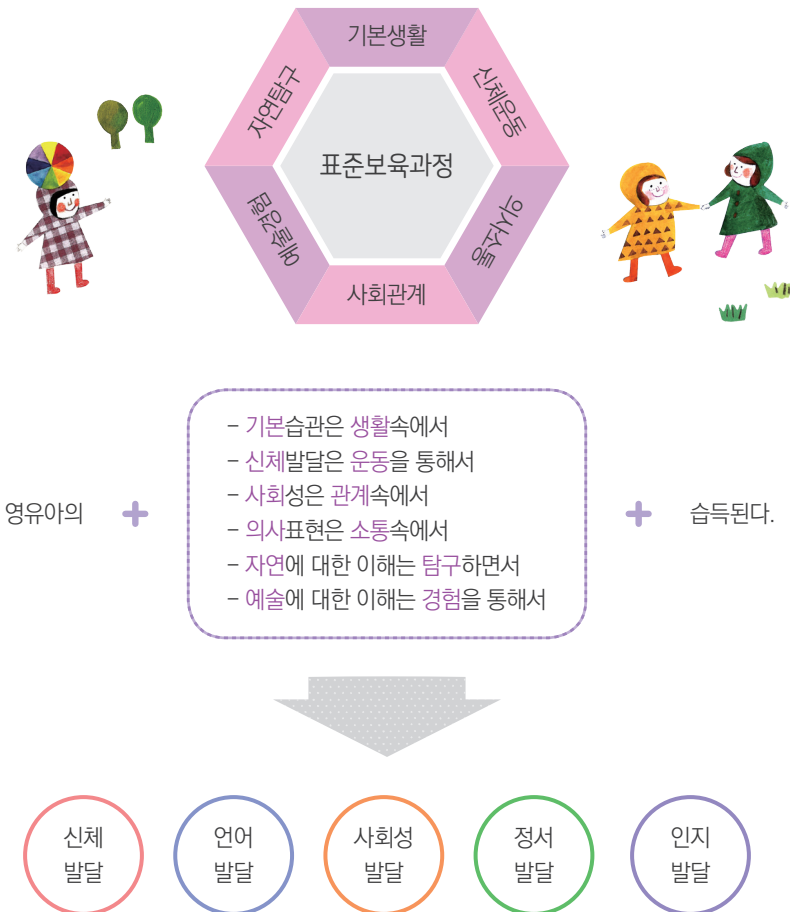 기본생활
신체운동
의사소통
사회관계
예술경험
자연탐구
표준보육과정
영유아의
- 기본습관은 생활속에서
- 신체발달은 운동을 통해서
- 사회성은 관계속에서
- 의사표현은 소통속에서
- 자연에 대한 이해는 탐구하면서
- 예술에 대한 이해는 경험을 통해서
습득된다.
신체
발달
언어
발달
사회성
발달
정서
발달
인지
발달